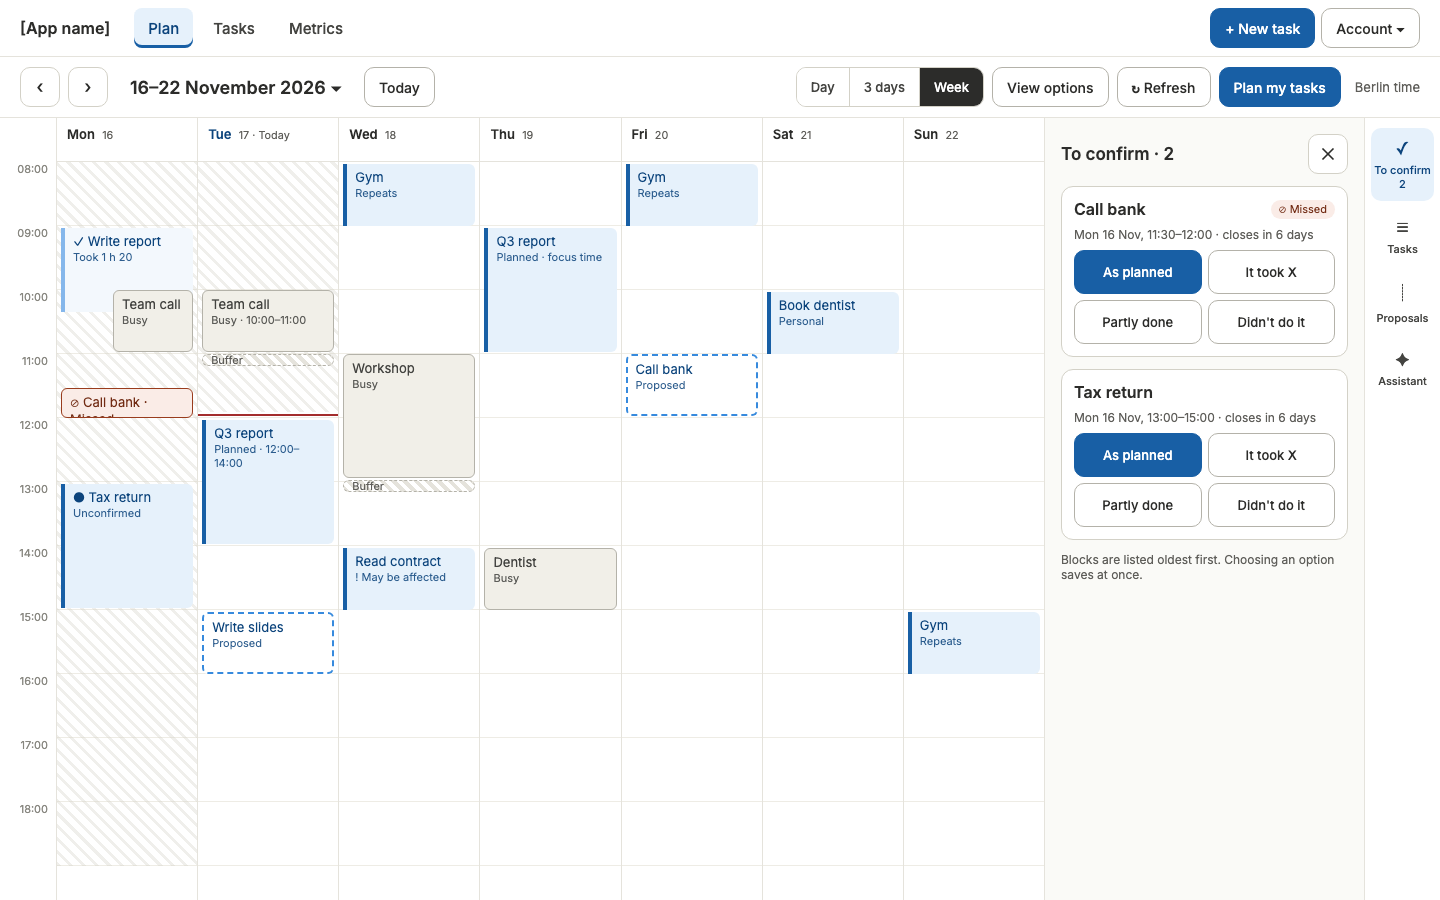 [App name] Plan Tasks Metrics + New task Account
‹ › 16–22 November 2026 Today Day 3 days Week View options ↻ Refresh Plan my tasks Berlin time
Mon 16 Tue 17 · Today Wed 18 Thu 19 Fri 20 Sat 21 Sun 22
08:00
09:00
10:00
11:00
12:00
13:00
14:00
15:00
16:00
17:00
18:00
✓ Write report
Took 1 h 20
Team call
Busy
⊘ Call bank ·
Missed
● Tax return
Unconfirmed
Team call
Busy · 10:00–11:00
Buffer
Q3 report
Planned · 12:00–
14:00
Write slides
Proposed
Gym
Repeats
Workshop
Busy
Buffer
Read contract
! May be affected
Q3 report
Planned · focus time
Dentist
Busy
Gym
Repeats
Call bank
Proposed
Book dentist
Personal
Gym
Repeats
To confirm · 2
Call bank ⊘ Missed
Mon 16 Nov, 11:30–12:00 · closes in 6 days
As planned It took X
Partly done Didn't do it
Tax return
Mon 16 Nov, 13:00–15:00 · closes in 6 days
As planned It took X
Partly done Didn't do it
Blocks are listed oldest first. Choosing an option
saves at once.
✓
To confirm
2
Tasks
Proposals
Assistant